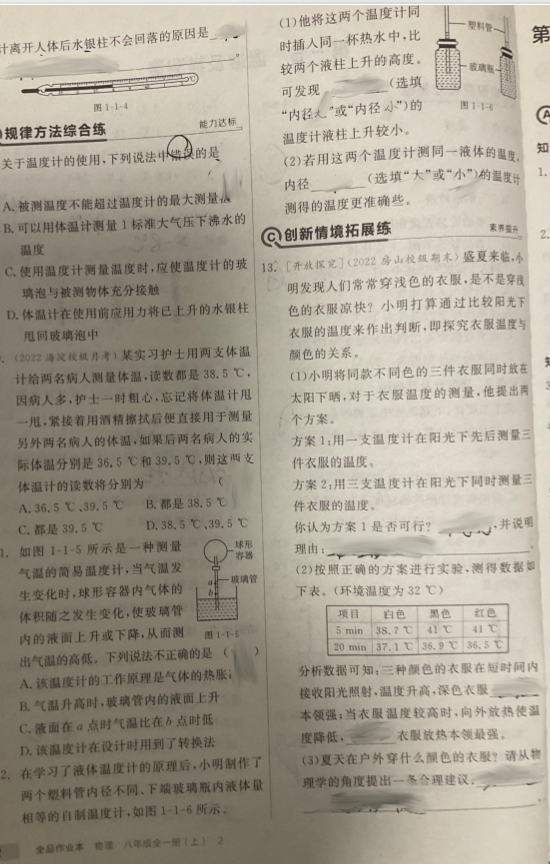 计离开人体后水银柱不会回落的原因是
图1-1-4
规律方法综合练 能力达标
关于温度计的使用,下列说法中错误的是
A.被测温度不能超过温度计的最大测量
B.可以用体温计测量1标准大气压下沸水的
温度
C.使用温度计测量温度时,应使温度计的玻
璃泡与被测物体充分接触
D.体温计在使用前应用力将已上升的水银柱
甩回玻璃泡中
(2022海淀校级月考)某实习护士用两支体温
计给两名病人测量体温,读数都是38.5℃,
因病人多,护士一时粗心,忘记将体温计甩
一甩,紧接着用酒精擦拭后便直接用于测量
另外两名病人的体温,如果后两名病人的实
际体温分别是36.5℃和39.5℃,则这两支
体温计的读数将分别为 (
A.36.5℃、39.5℃ B.都是38.5℃
C.都是39.5℃ D.38.5℃、39.5℃
1. 如图1-1-5所示是一种测量
气温的简易温度计,当气温发
生变化时,球形容器内气体的
体积随之发生变化,使玻璃管
内的液面上升或下降,从而测
出气温的高低。下列说法不正确的是( )
球形
容器
a
b
玻璃管
图1-1-5
A.该温度计的工作原理是气体的热胀
B.气温升高时,玻璃管内的液面上升
C.液面在a点时气温比在b点时低
D.该温度计在设计时用到了转换法
2. 在学习了液体温度计的原理后,小明制作了
两个塑料管内径不同、下端玻璃瓶内液体量
相等的自制温度计,如图1-1-6所示。
全品作业本 物理 八年级全一册(上) 2
(1)他将这两个温度计同
时插入同一杯热水中,比
较两个液柱上升的高度。
可发现 (选填
“内径大”或“内径小”)的
温度计液柱上升较小。
塑料管
玻璃瓶
图1-1-6
(2)若用这两个温度计测同一液体的温度,
内径 (选填“大”或“小”)的温度计
测得的温度更准确些。
C 创新情境拓展练 素养提升
13. [开放探究](2022房山校级期末)盛夏来临,小
明发现人们常常穿浅色的衣服,是不是穿浅
色的衣服凉快?小明打算通过比较阳光下
衣服的温度来作出判断,即探究衣服温度与
颜色的关系。
(1)小明将同款不同色的三件衣服同时放在
太阳下晒,对于衣服温度的测量,他提出两
个方案。
方案1:用一支温度计在阳光下先后测量三
件衣服的温度。
方案2:用三支温度计在阳光下同时测量三
件衣服的温度。
你认为方案1是否可行? ,并说明
理由: 。
(2)按照正确的方案进行实验,测得数据如
下表。(环境温度为32℃)
项目 白色 黑色 红色
5 min 38.7℃ 41℃ 41℃
20 min 37.1℃ 36.9℃ 36.5℃
分析数据可知:三种颜色的衣服在短时间内
接收阳光照射,温度升高,深色衣服
本领强;当衣服温度较高时,向外放热使温
度降低, 衣服放热本领最强。
(3)夏天在户外穿什么颜色的衣服?请从物
理学的角度提出一条合理建议。
第
A
知
1.
2.